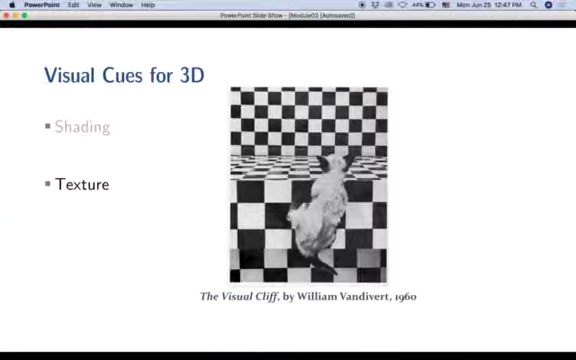 PowerPoint File Edit View Window Help 44% Mon Jun 25 12:47 PM
PowerPoint Slide Show - [Module03 [Autosaved]]
Visual Cues for 3D
Shading
Texture
The Visual Cliff, by William Vandivert, 1960